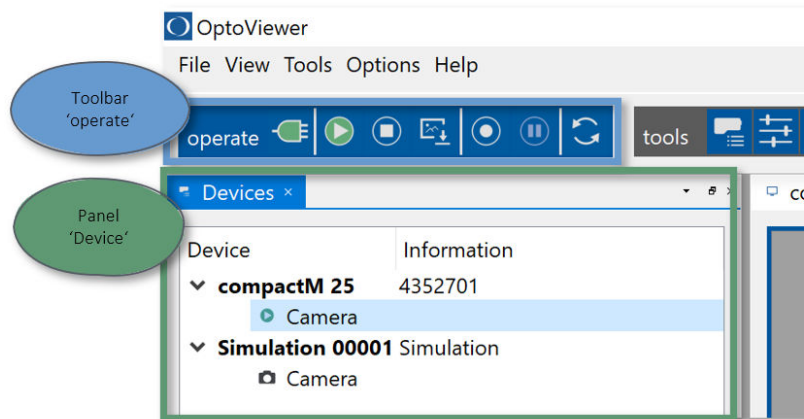 OptoViewer
File View Tools Options Help
Toolbar
‘operate‘
operate
tools
Devices ×
Panel
‘Device‘
Device Information
compactM 25 4352701
Camera
Simulation 00001 Simulation
Camera